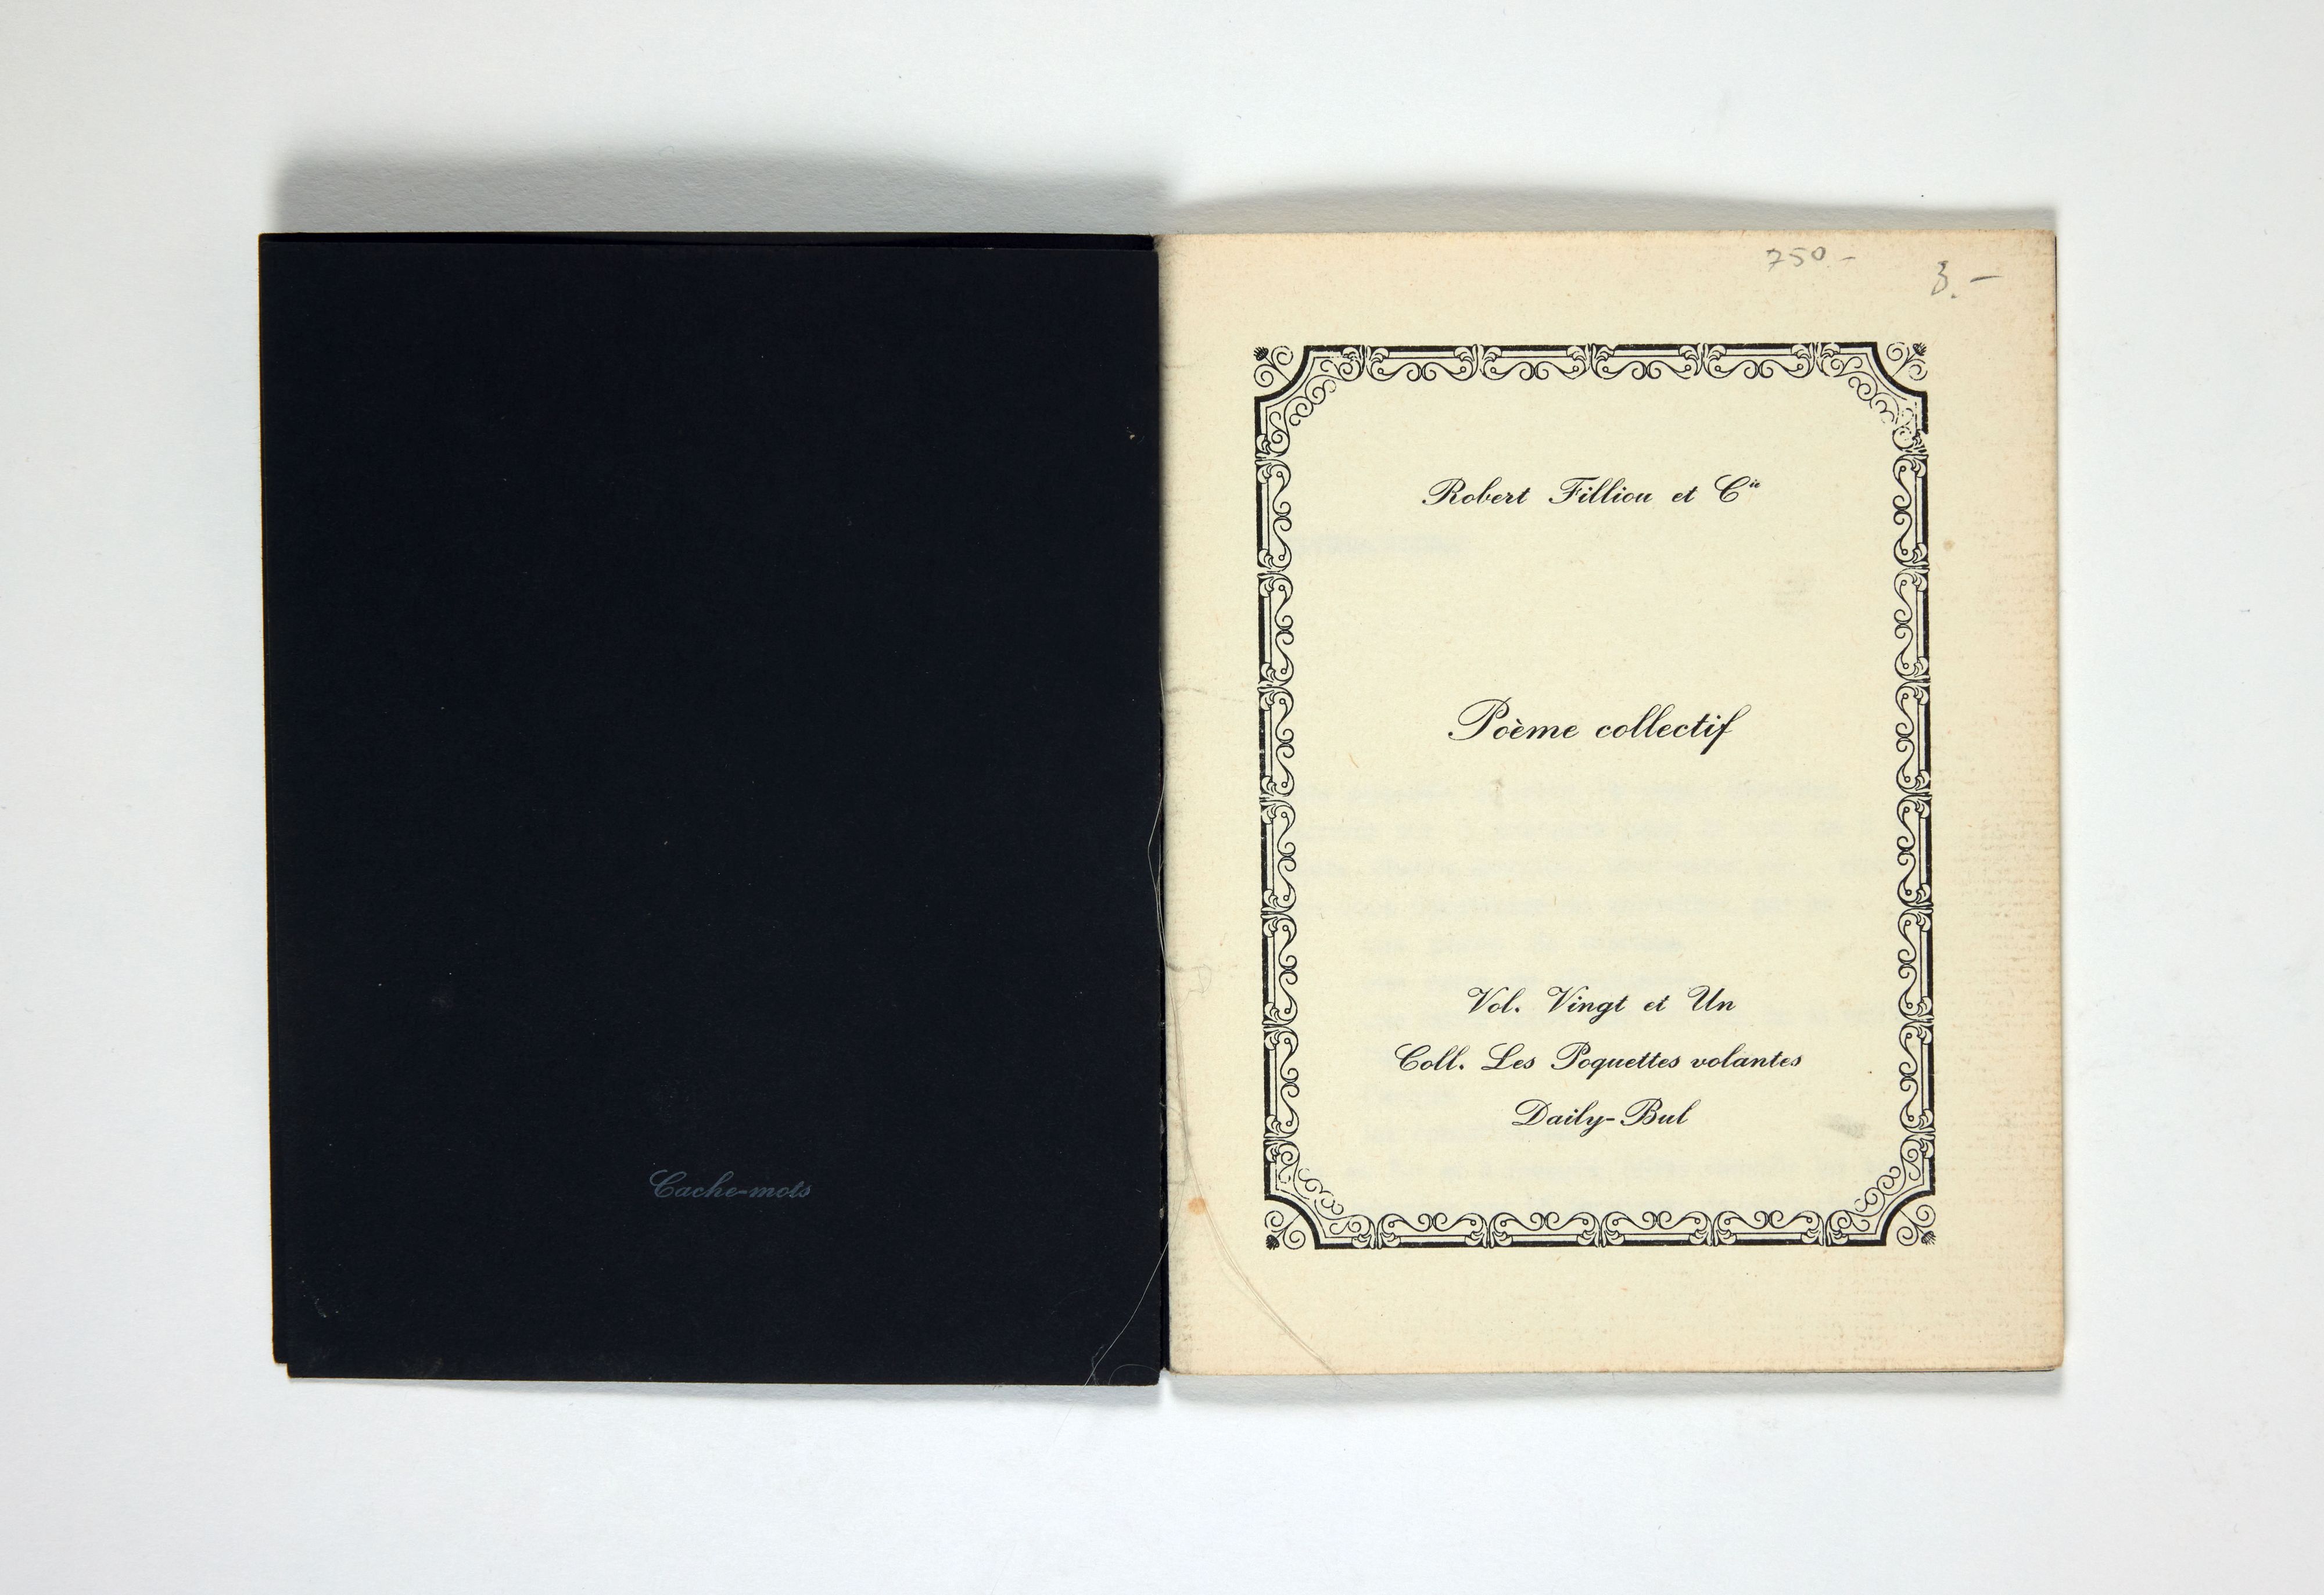 Cache-mots
750.-
3.-
Robert Filliou et Cie
Poème collectif
Vol. Vingt et Un
Coll. Les Poquettes volantes
Daily-Bul